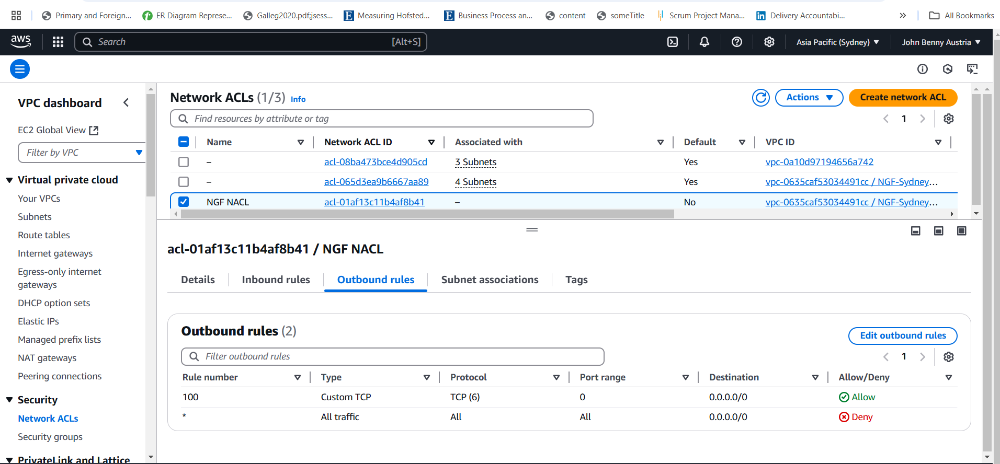 Primary and Foreign... ER Diagram Represe... Galleg2020.pdf;jsess... Measuring Hofsted... Business Process an... content someTitle Scrum Project Mana... Delivery Accountabi... » All Bookmarks
aws Search [Alt+S] Asia Pacific (Sydney) John Benny Austria
VPC dashboard
EC2 Global View
Filter by VPC
Virtual private cloud
Your VPCs
Subnets
Route tables
Internet gateways
Egress-only internet
gateways
DHCP option sets
Elastic IPs
Managed prefix lists
NAT gateways
Peering connections
Security
Network ACLs
Security groups
PrivateLink and Lattice
Network ACLs (1/3) Info Actions Create network ACL
Find resources by attribute or tag 1
Name Network ACL ID Associated with Default VPC ID
– acl-08ba473bce4d905cd 3 Subnets Yes vpc-0a10d97194656a742
– acl-065d3ea9b6667aa89 4 Subnets Yes vpc-0635caf53034491cc / NGF-Sydney...
NGF NACL acl-01af13c11b4af8b41 – No vpc-0635caf53034491cc / NGF-Sydney...
acl-01af13c11b4af8b41 / NGF NACL
Details Inbound rules Outbound rules Subnet associations Tags
Outbound rules (2) Edit outbound rules
Filter outbound rules 1
Rule number Type Protocol Port range Destination Allow/Deny
100 Custom TCP TCP (6) 0 0.0.0.0/0 Allow
* All traffic All All 0.0.0.0/0 Deny